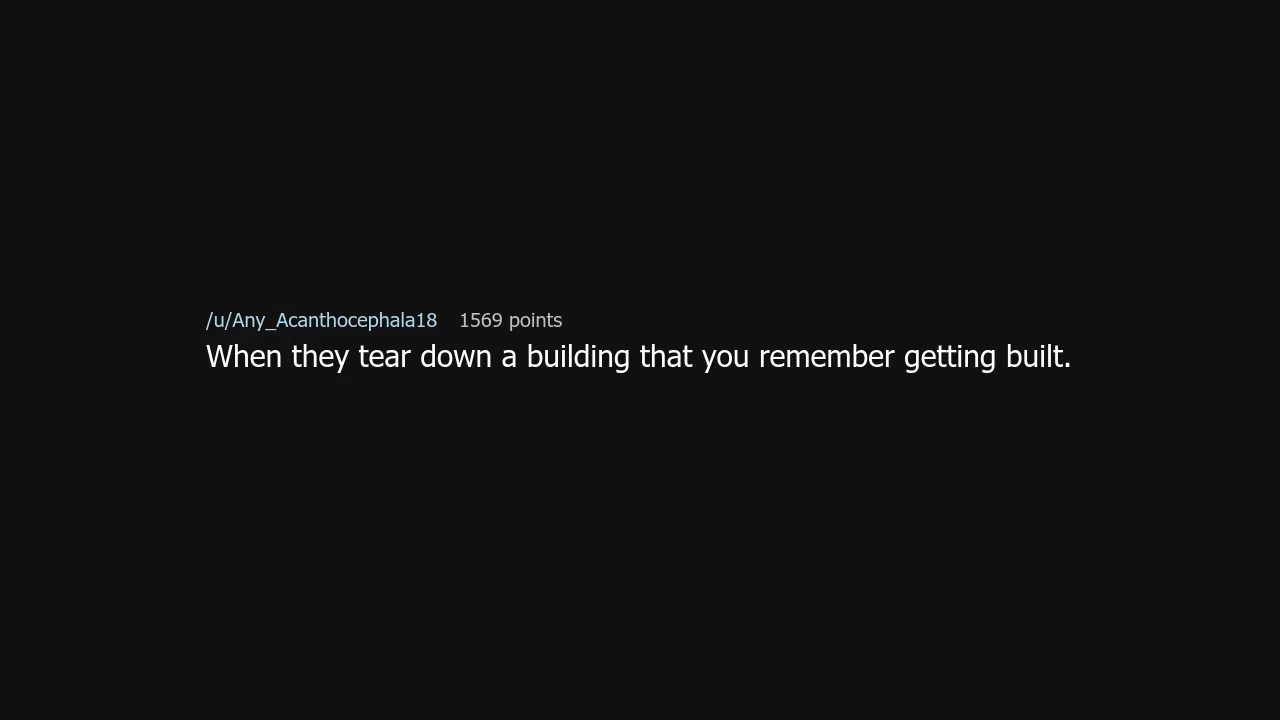 /u/Any_Acanthocephala18 1569 points
When they tear down a building that you remember getting built.